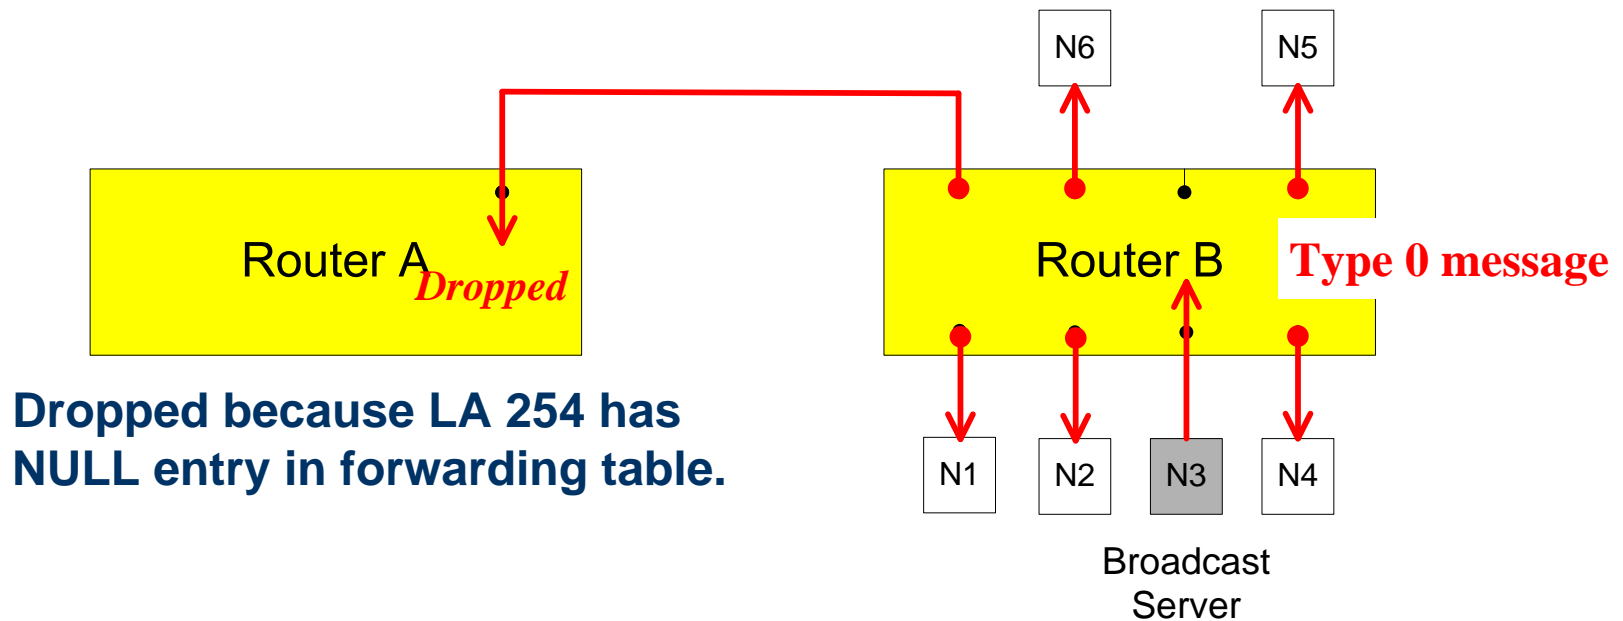 N6
N5
Router A
Dropped
Router B
Type 0 message
Dropped because LA 254 has
NULL entry in forwarding table.
N1
N2
N3
N4
Broadcast
Server